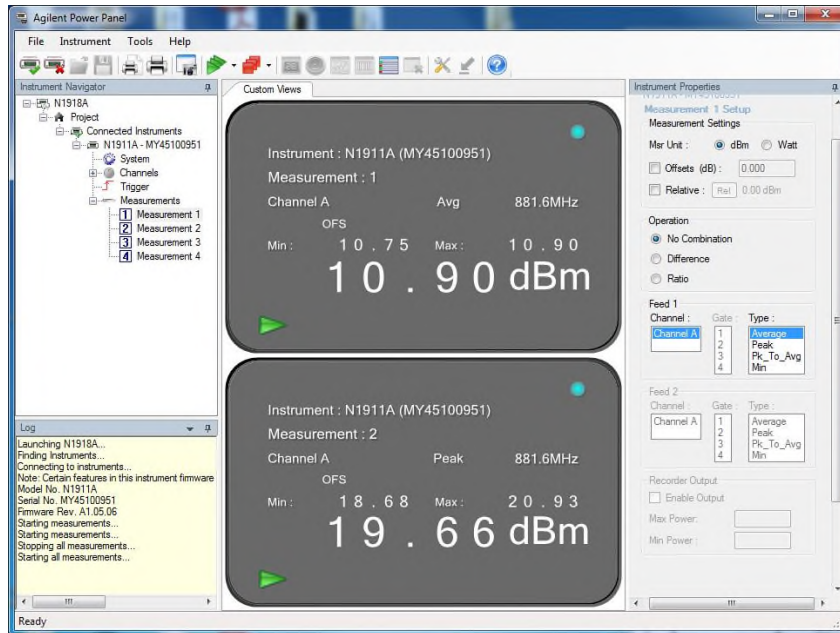 Agilent Power Panel
File Instrument Tools Help
Instrument Navigator
N1918A
Project
Connected Instruments
N1911A - MY45100951
System
Channels
Trigger
Measurements
1 Measurement 1
2 Measurement 2
3 Measurement 3
4 Measurement 4
Log
Launching N1918A...
Finding Instruments...
Connecting to instruments...
Note: Certain features in this instrument firmware
Model No. N1911A
Serial No. MY45100951
Firmware Rev. A1.05.06
Starting measurements...
Starting measurements...
Stopping all measurements...
Starting all measurements...
Custom Views
Instrument : N1911A (MY45100951)
Measurement : 1
Channel A Avg 881.6MHz
OFS
Min : 10.75 Max : 10.90
10.90 dBm
Instrument : N1911A (MY45100951)
Measurement : 2
Channel A Peak 881.6MHz
OFS
Min : 18.68 Max : 20.93
19.66 dBm
Instrument Properties
Measurement 1 Setup
Measurement Settings
Msr Unit : dBm Watt
Offsets (dB) : 0.000
Relative : Rel 0.00 dBm
Operation
No Combination
Difference
Ratio
Feed 1
Channel : Gate : Type :
Channel A 1 Average
2 Peak
3 Pk_To_Avg
4 Min
Feed 2
Channel : Gate : Type :
Channel A 1 Average
2 Peak
3 Pk_To_Avg
4 Min
Recorder Output
Enable Output
Max Power:
Min Power :
Ready